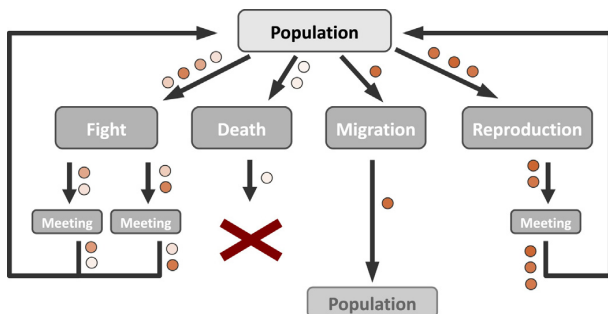 Population
Fight
Death
Migration
Reproduction
Meeting
Meeting
Meeting
Population